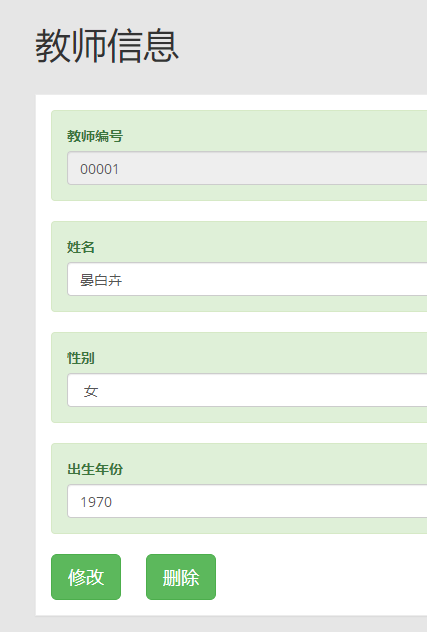 教师信息
教师编号
00001
姓名
晏白卉
性别
女
出生年份
1970
修改
删除